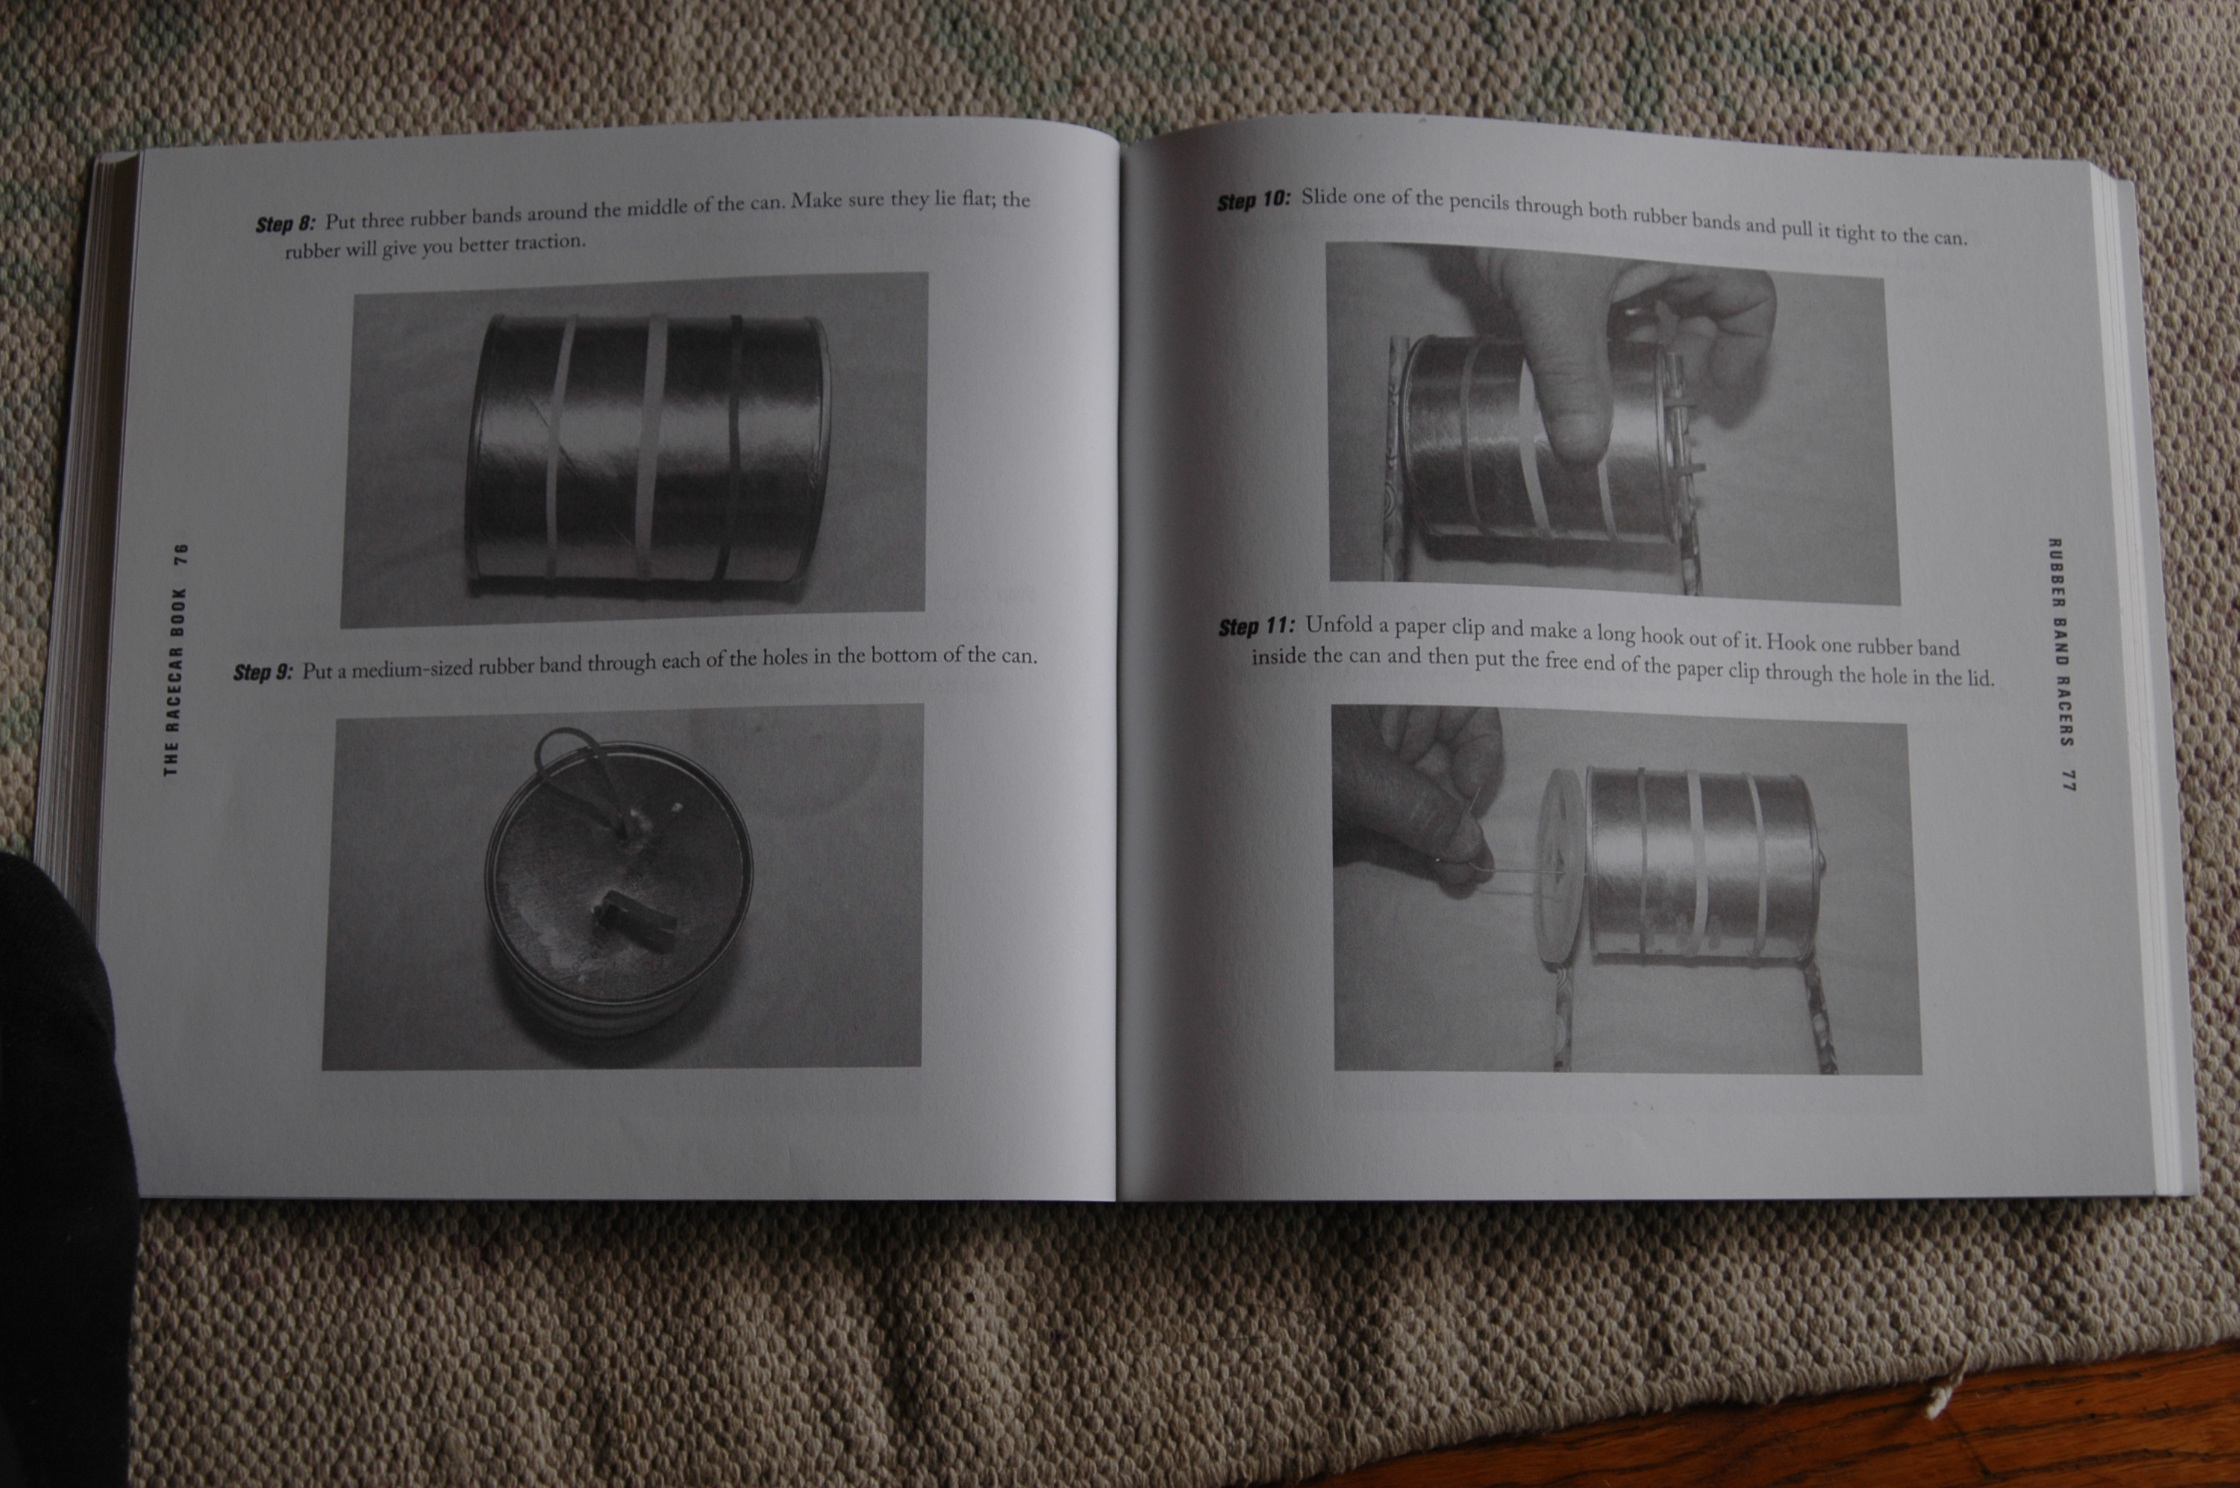 Step 8: Put three rubber bands around the middle of the can. Make sure they lie flat; the
rubber will give you better traction.
Step 9: Put a medium-sized rubber band through each of the holes in the bottom of the can.
THE RACECAR BOOK 76
Step 10: Slide one of the pencils through both rubber bands and pull it tight to the can.
Step 11: Unfold a paper clip and make a long hook out of it. Hook one rubber band
inside the can and then put the free end of the paper clip through the hole in the lid.
RUBBER BAND RACERS 77